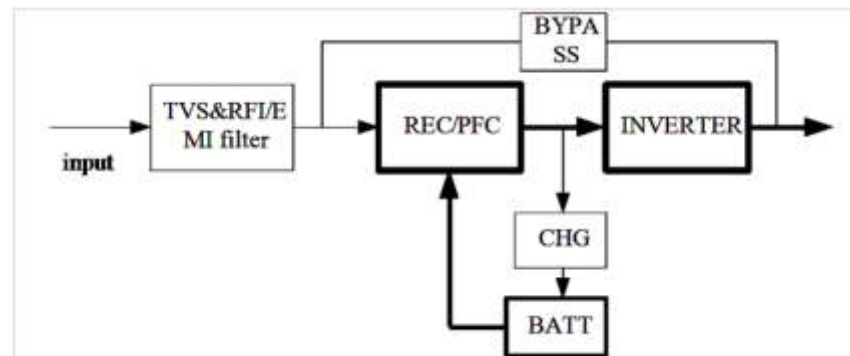 BYPA
SS
TVS&RFI/E
MI filter
REC/PFC
INVERTER
input
CHG
BATT